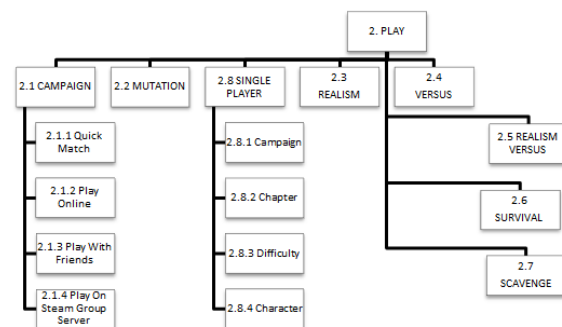 2. PLAY
2.1 CAMPAIGN
2.2 MUTATION
2.8 SINGLE
PLAYER
2.3
REALISM
2.4
VERSUS
2.1.1 Quick
Match
2.1.2 Play
Online
2.1.3 Play With
Friends
2.1.4 Play On
Steam Group
Server
2.8.1 Campaign
2.8.2 Chapter
2.8.3 Difficulty
2.8.4 Character
2.5 REALISM
VERSUS
2.6
SURVIVAL
2.7
SCAVENGE